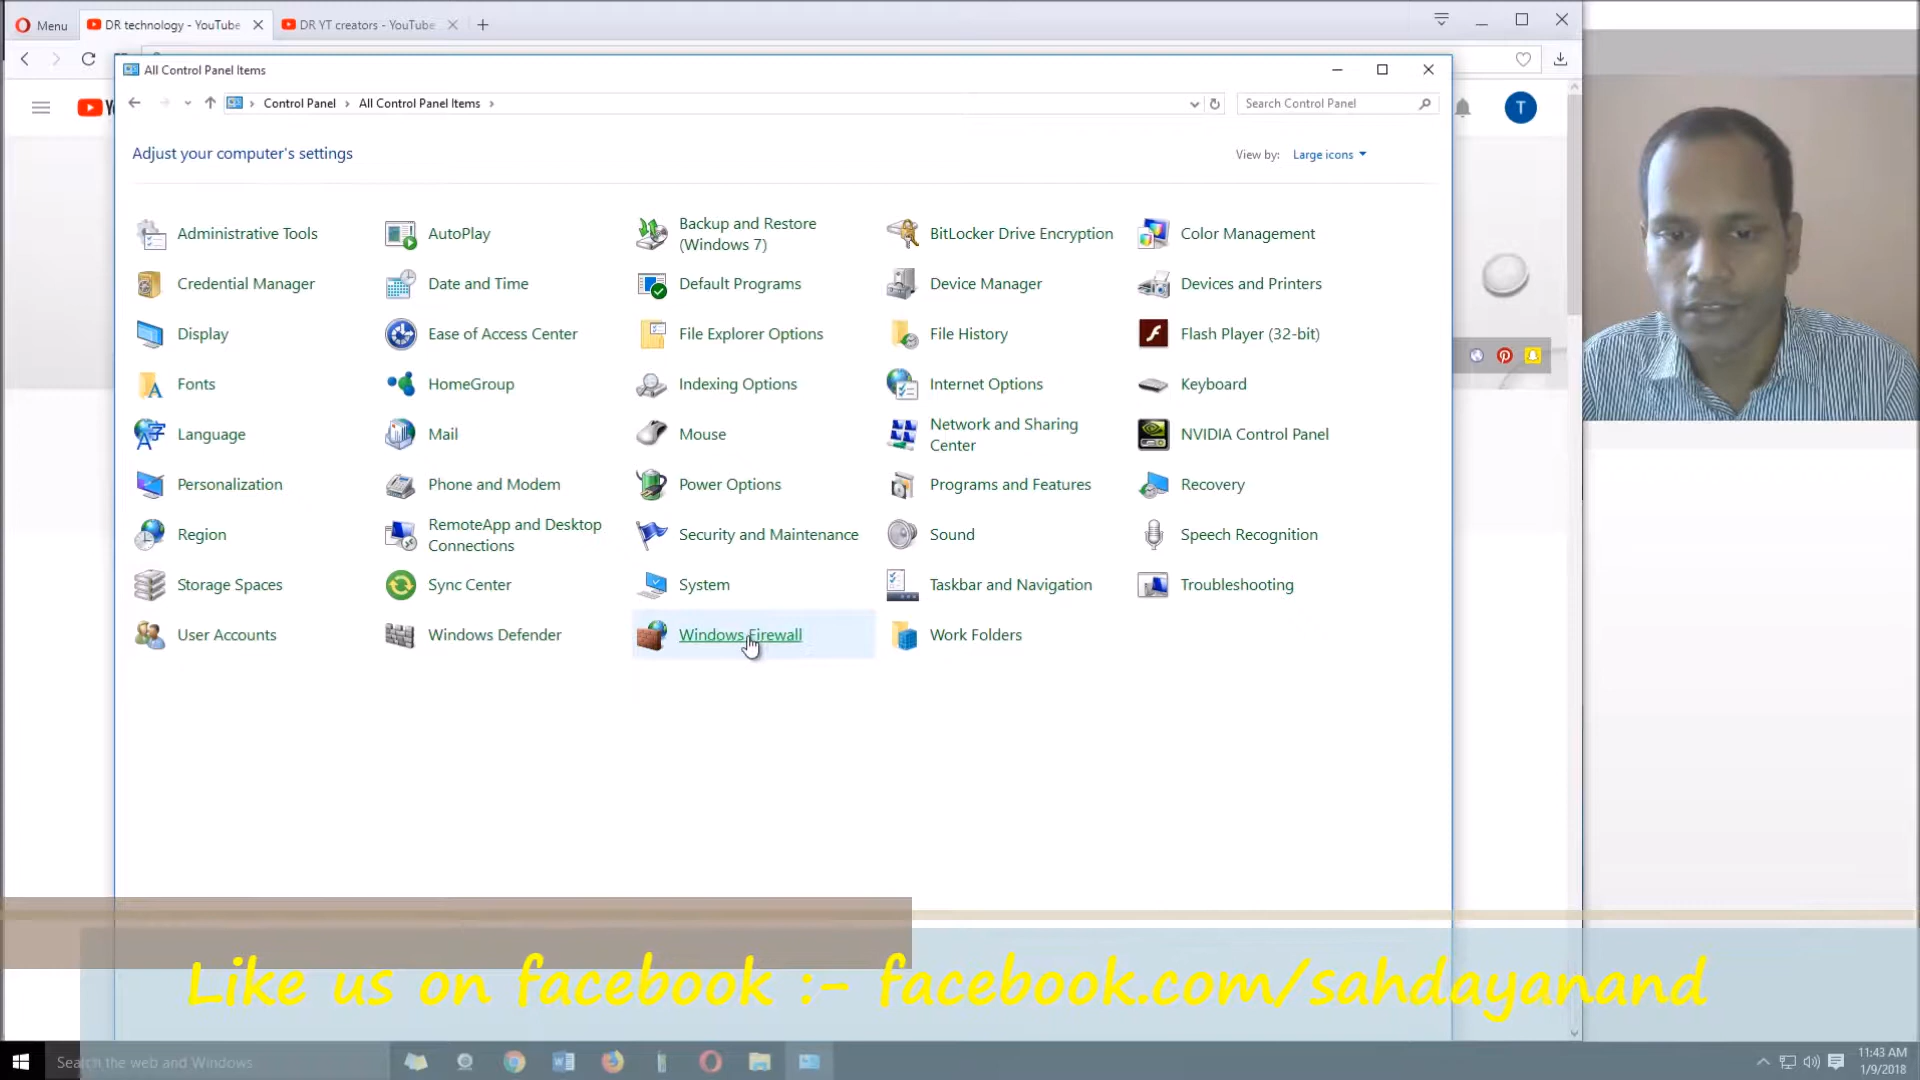 Menu
DR technology - YouTube
DR YT creators - YouTube
All Control Panel Items
Control Panel
All Control Panel Items
Search Control Panel
T
Adjust your computer's settings
View by: Large icons
Administrative Tools
AutoPlay
Backup and Restore
(Windows 7)
BitLocker Drive Encryption
Color Management
Credential Manager
Date and Time
Default Programs
Device Manager
Devices and Printers
Display
Ease of Access Center
File Explorer Options
File History
Flash Player (32-bit)
Fonts
HomeGroup
Indexing Options
Internet Options
Keyboard
Language
Mail
Mouse
Network and Sharing
Center
NVIDIA Control Panel
Personalization
Phone and Modem
Power Options
Programs and Features
Recovery
Region
RemoteApp and Desktop
Connections
Security and Maintenance
Sound
Speech Recognition
Storage Spaces
Sync Center
System
Taskbar and Navigation
Troubleshooting
User Accounts
Windows Defender
Windows Firewall
Work Folders
Like us on facebook :- facebook.com/sahdayanand
Search the web and Windows
11:43 AM
1/9/2018